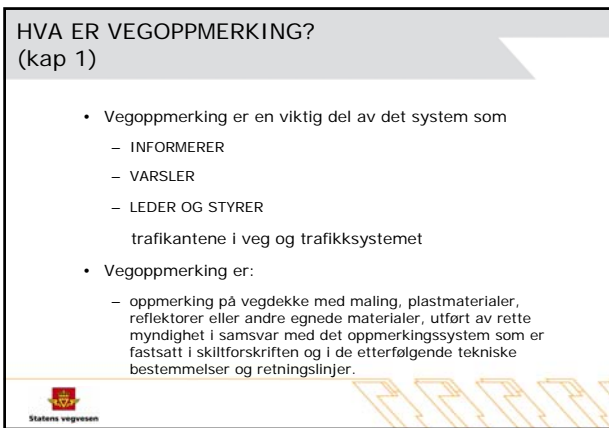 HVA ER VEGOPPMERKING?
(kap 1)
• Vegoppmerking er en viktig del av det system som
– INFORMERER
– VARSLER
– LEDER OG STYRER
trafikantene i veg og trafikksystemet
• Vegoppmerking er:
– oppmerking på vegdekke med maling, plastmaterialer,
reflektorer eller andre egnede materialer, utført av rette
myndighet i samsvar med det oppmerkingssystem som er
fastsatt i skiltforskriften og i de etterfølgende tekniske
bestemmelser og retningslinjer.
Statens vegvesen